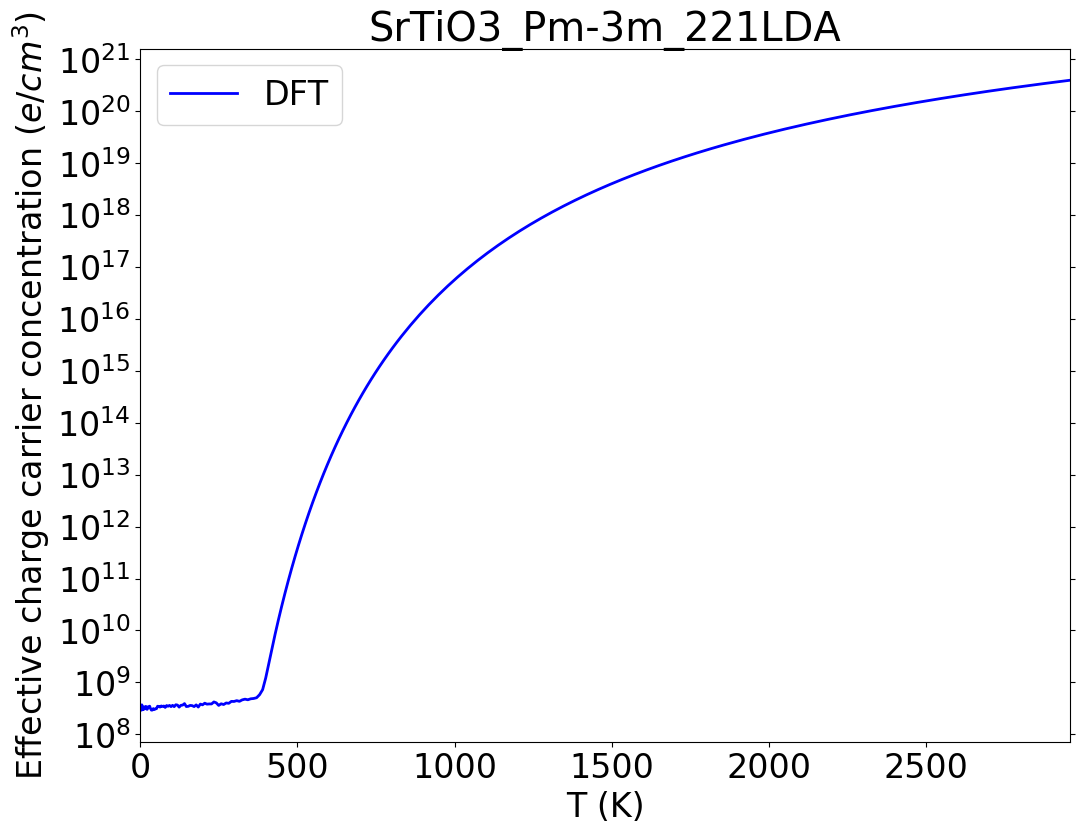 SrTiO3_Pm-3m_221LDA
DFT
Effective charge carrier concentration (e/cm³)
10²¹
10²⁰
10¹⁹
10¹⁸
10¹⁷
10¹⁶
10¹⁵
10¹⁴
10¹³
10¹²
10¹¹
10¹⁰
10⁹
10⁸
0 500 1000 1500 2000 2500
T (K)